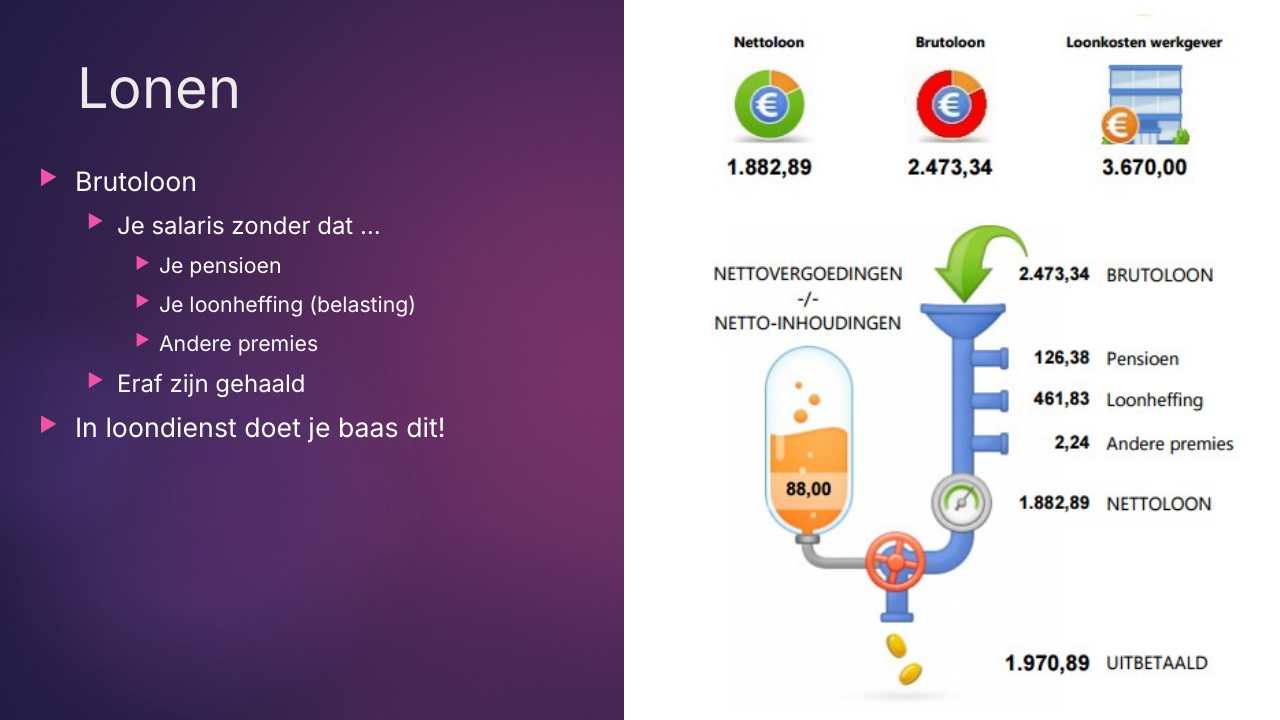 Lonen
Brutoloon
Je salaris zonder dat …
Je pensioen
Je loonheffing (belasting)
Andere premies
Eraf zijn gehaald
In loondienst doet je baas dit!
Nettoloon
1.882,89
Brutoloon
2.473,34
Loonkosten werkgever
3.670,00
NETTOVERGOEDINGEN
-/-
NETTO-INHOUDINGEN
88,00
2.473,34 BRUTOLOON
126,38 Pensioen
461,83 Loonheffing
2,24 Andere premies
1.882,89 NETTOLOON
1.970,89 UITBETAALD